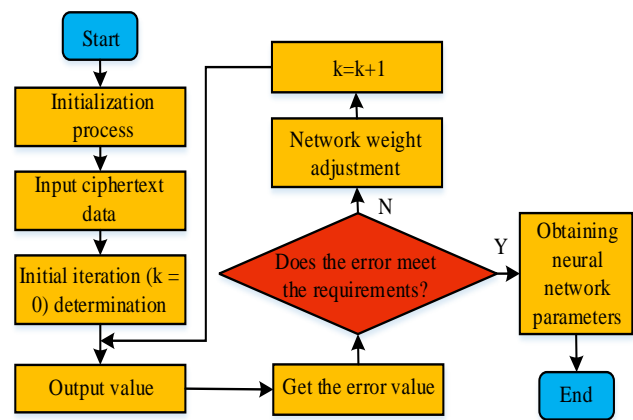 Start
Initialization
process
Input ciphertext
data
Initial iteration (k =
0) determination
Output value
Get the error value
Does the error meet
the requirements?
N
Network weight
adjustment
k=k+1
Y
Obtaining
neural
network
parameters
End